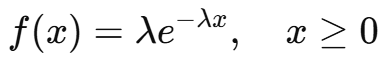 f(x) = λe^{−λx}, x ≥ 0